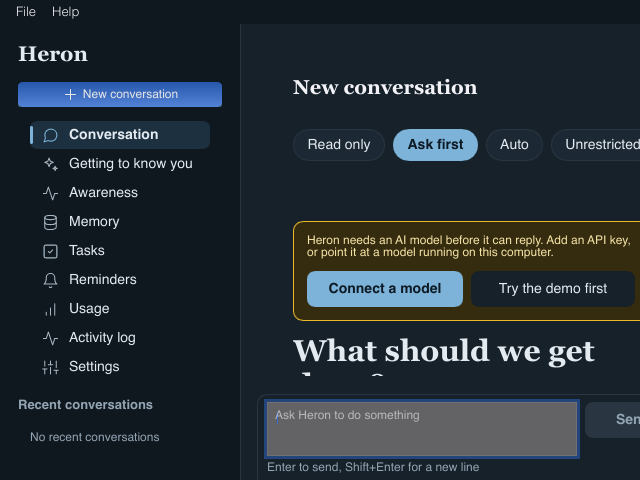 File Help
Heron
New conversation
Conversation
Getting to know you
Awareness
Memory
Tasks
Reminders
Usage
Activity log
Settings
Recent conversations
No recent conversations
New conversation
Read only Ask first Auto Unrestricted
Heron needs an AI model before it can reply. Add an API key,
or point it at a model running on this computer.
Connect a model Try the demo first
What should we get
Ask Heron to do something
Enter to send, Shift+Enter for a new line